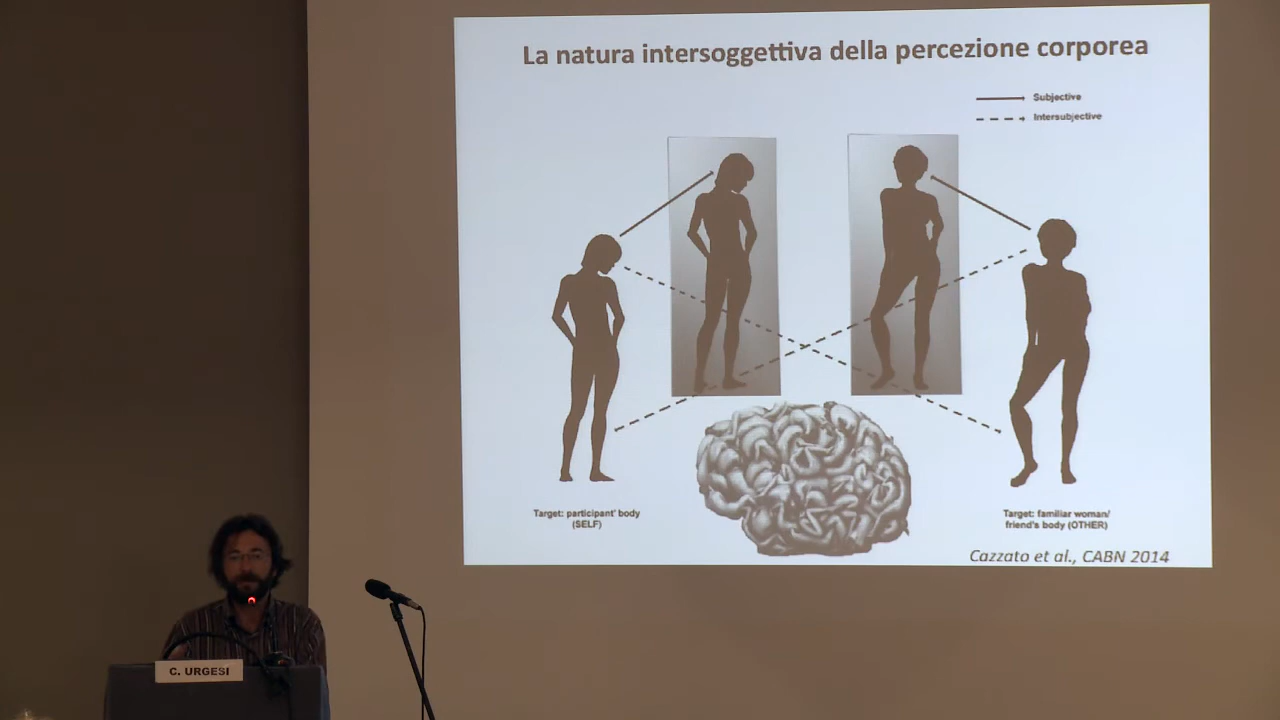 La natura intersoggettiva della percezione corporea
Subjective
Intersubjective
Target: participant' body
(SELF)
Target: familiar woman/
friend's body (OTHER)
Cazzato et al., CABN 2014
C. URGESI